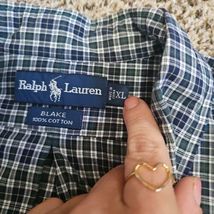 Ralph Lauren
XL
BLAKE
100% COTTON